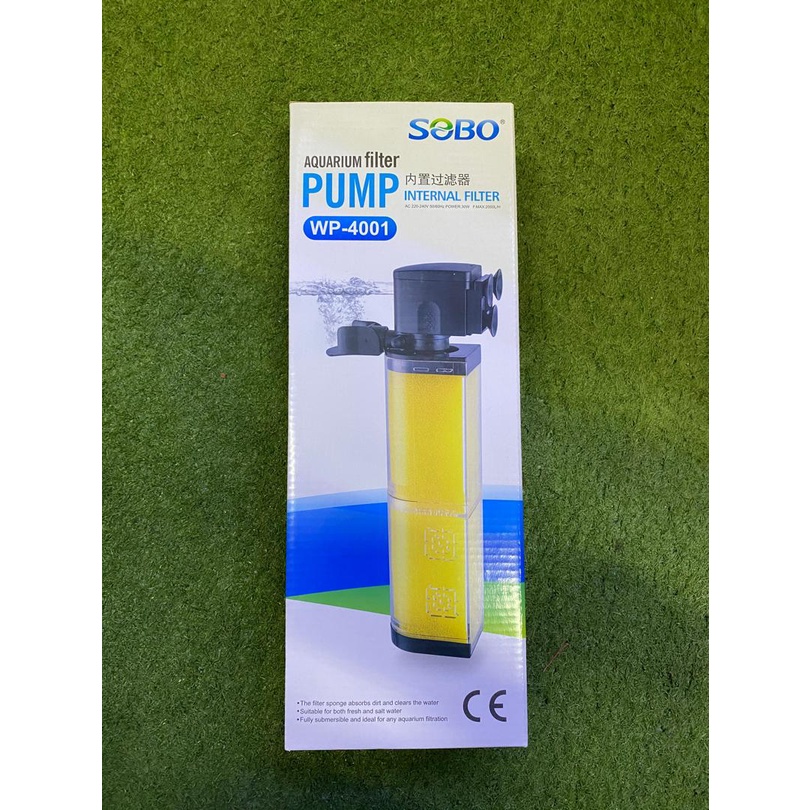 SOBO®
AQUARIUM filter
PUMP
内置过滤器
INTERNAL FILTER
WP-4001
•The filter sponge absorbs dirt and clears the water
•Suitable for both fresh and salt water
•Fully submersible and ideal for any aquarium filtration
CE